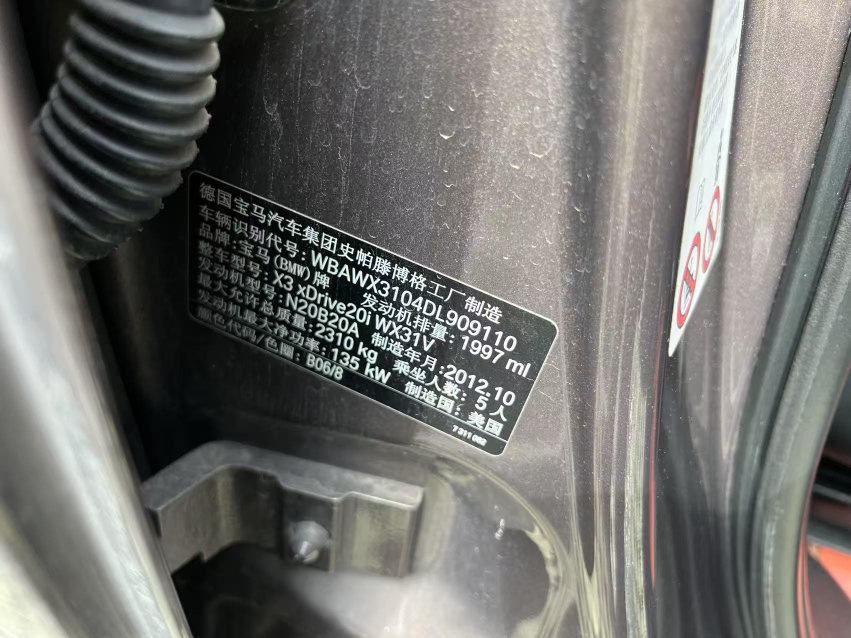 德国宝马汽车集团史帕滕博格工厂 制造
车辆识别代号: WBAWX3104DL909110
品牌: 宝马(BMW)牌 发动机排量: 1997 ml
整车型号: X3 xDrive20i WX31V
发动机型号: N20B20A 制造年月: 2012.10
最大允许总质量: 2310 kg 乘坐人数: 5 人
发动机最大净功率: 135 kW 制造国: 美国
颜色代码/色圈: B06/8
7 311 062